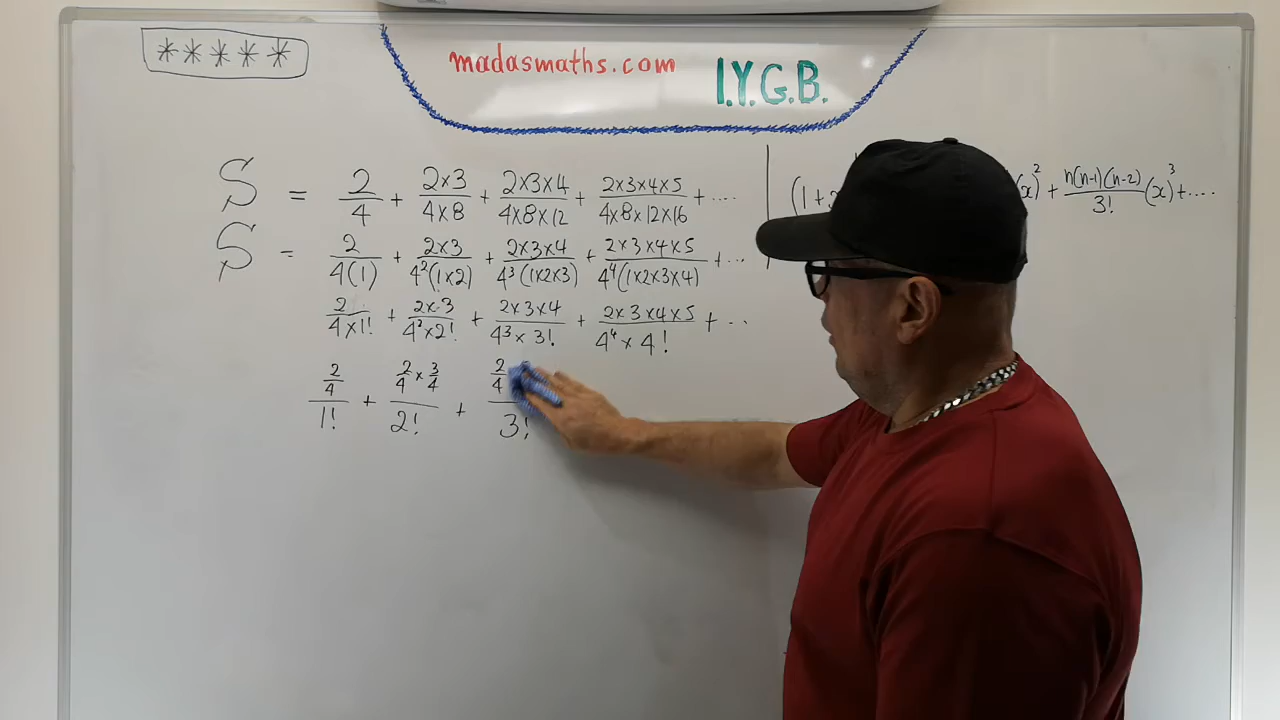 *****
madasmaths.com
I.Y.G.B.
S = 2/4 + 2×3/4×8 + 2×3×4/4×8×12 + 2×3×4×5/4×8×12×16 + ....
(1+
(x)² + n(n-1)(n-2)/3! (x)³ + ....
S = 2/4(1) + 2×3/4²(1×2) + 2×3×4/4³(1×2×3) + 2×3×4×5/4⁴(1×2×3×4) + ...
2/4×1! + 2×3/4²×2! + 2×3×4/4³×3! + 2×3×4×5/4⁴×4! + ..
2/4/1! + 2/4×3/4/2! + 2/4/3!